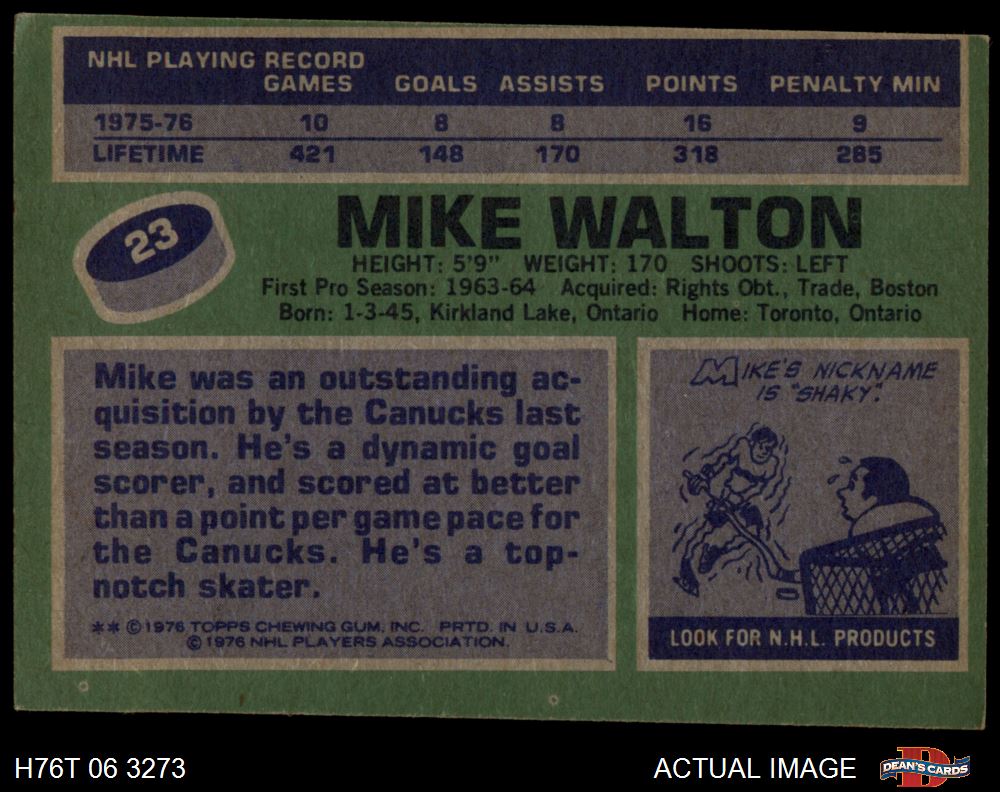 NHL PLAYING RECORD
GAMES GOALS ASSISTS POINTS PENALTY MIN
1975-76 10 8 8 16 9
LIFETIME 421 148 170 318 285
23
MIKE WALTON
HEIGHT: 5'9" WEIGHT: 170 SHOOTS: LEFT
First Pro Season: 1963-64 Acquired: Rights Obt., Trade, Boston
Born: 1-3-45, Kirkland Lake, Ontario Home: Toronto, Ontario
Mike was an outstanding ac-
quisition by the Canucks last
season. He's a dynamic goal
scorer, and scored at better
than a point per game pace for
the Canucks. He's a top-
notch skater.
** © 1976 TOPPS CHEWING GUM, INC. PRTD. IN U.S.A.
© 1976 NHL PLAYERS ASSOCIATION.
MIKE'S NICKNAME
IS "SHAKY".
LOOK FOR N.H.L. PRODUCTS
H76T 06 3273
ACTUAL IMAGE
DEAN'S CARDS